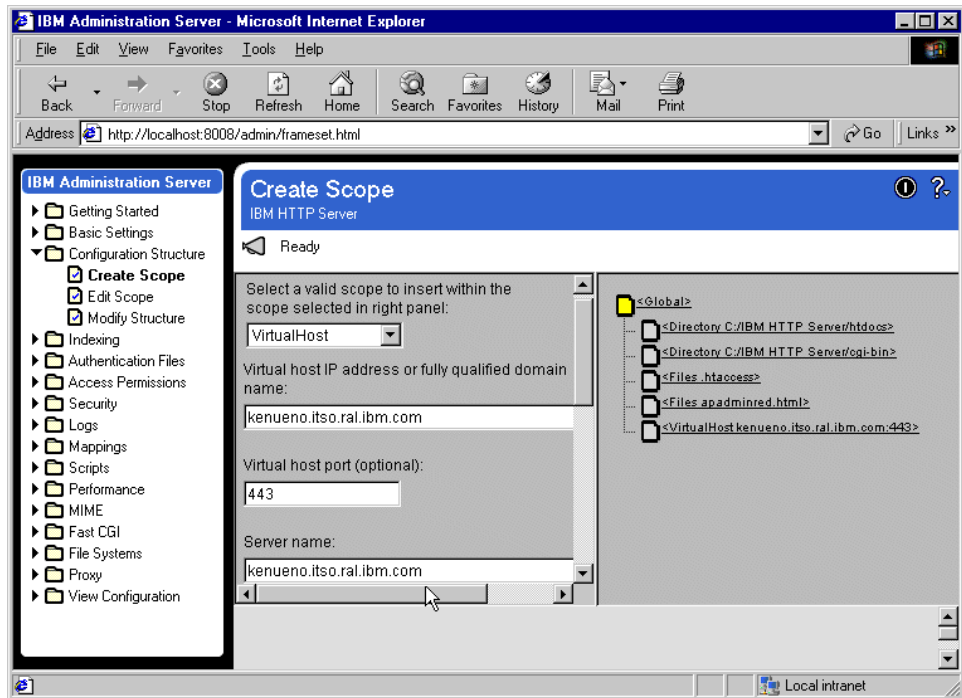 IBM Administration Server - Microsoft Internet Explorer
File Edit View Favorites Tools Help
Back Forward Stop Refresh Home Search Favorites History Mail Print
Address http://localhost:8008/admin/frameset.html Go Links »
IBM Administration Server
Getting Started
Basic Settings
Configuration Structure
Create Scope
Edit Scope
Modify Structure
Indexing
Authentication Files
Access Permissions
Security
Logs
Mappings
Scripts
Performance
MIME
Fast CGI
File Systems
Proxy
View Configuration
Create Scope
IBM HTTP Server
Ready
Select a valid scope to insert within the
scope selected in right panel:
VirtualHost
Virtual host IP address or fully qualified domain
name:
kenueno.itso.ral.ibm.com
Virtual host port (optional):
443
Server name:
kenueno.itso.ral.ibm.com
<Global>
<Directory C:/IBM HTTP Server/htdocs>
<Directory C:/IBM HTTP Server/cgi-bin>
<Files .htaccess>
<Files apadminred.html>
<VirtualHost kenueno.itso.ral.ibm.com:443>
Local intranet